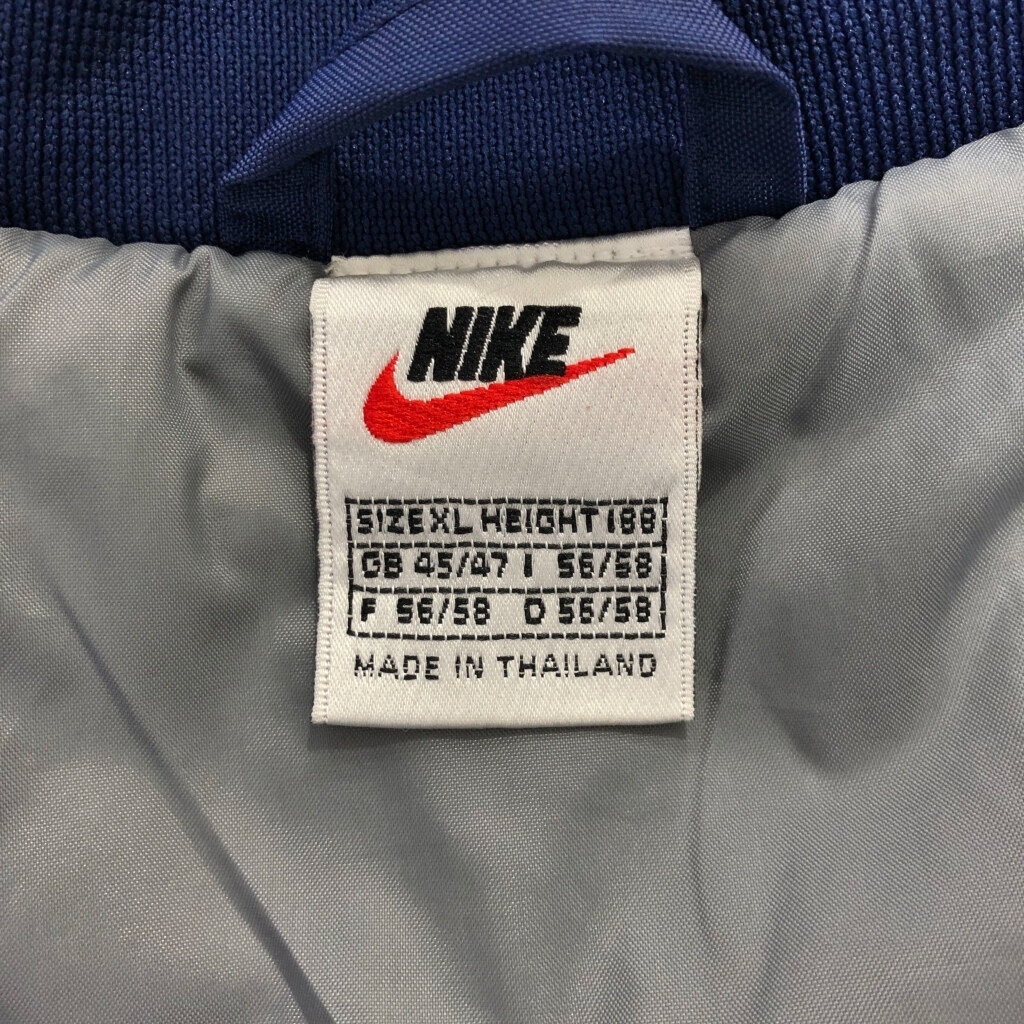 NIKE
SIZE XL HEIGHT 188
GB 45/47 I 56/58
F 56/58 D 56/58
MADE IN THAILAND